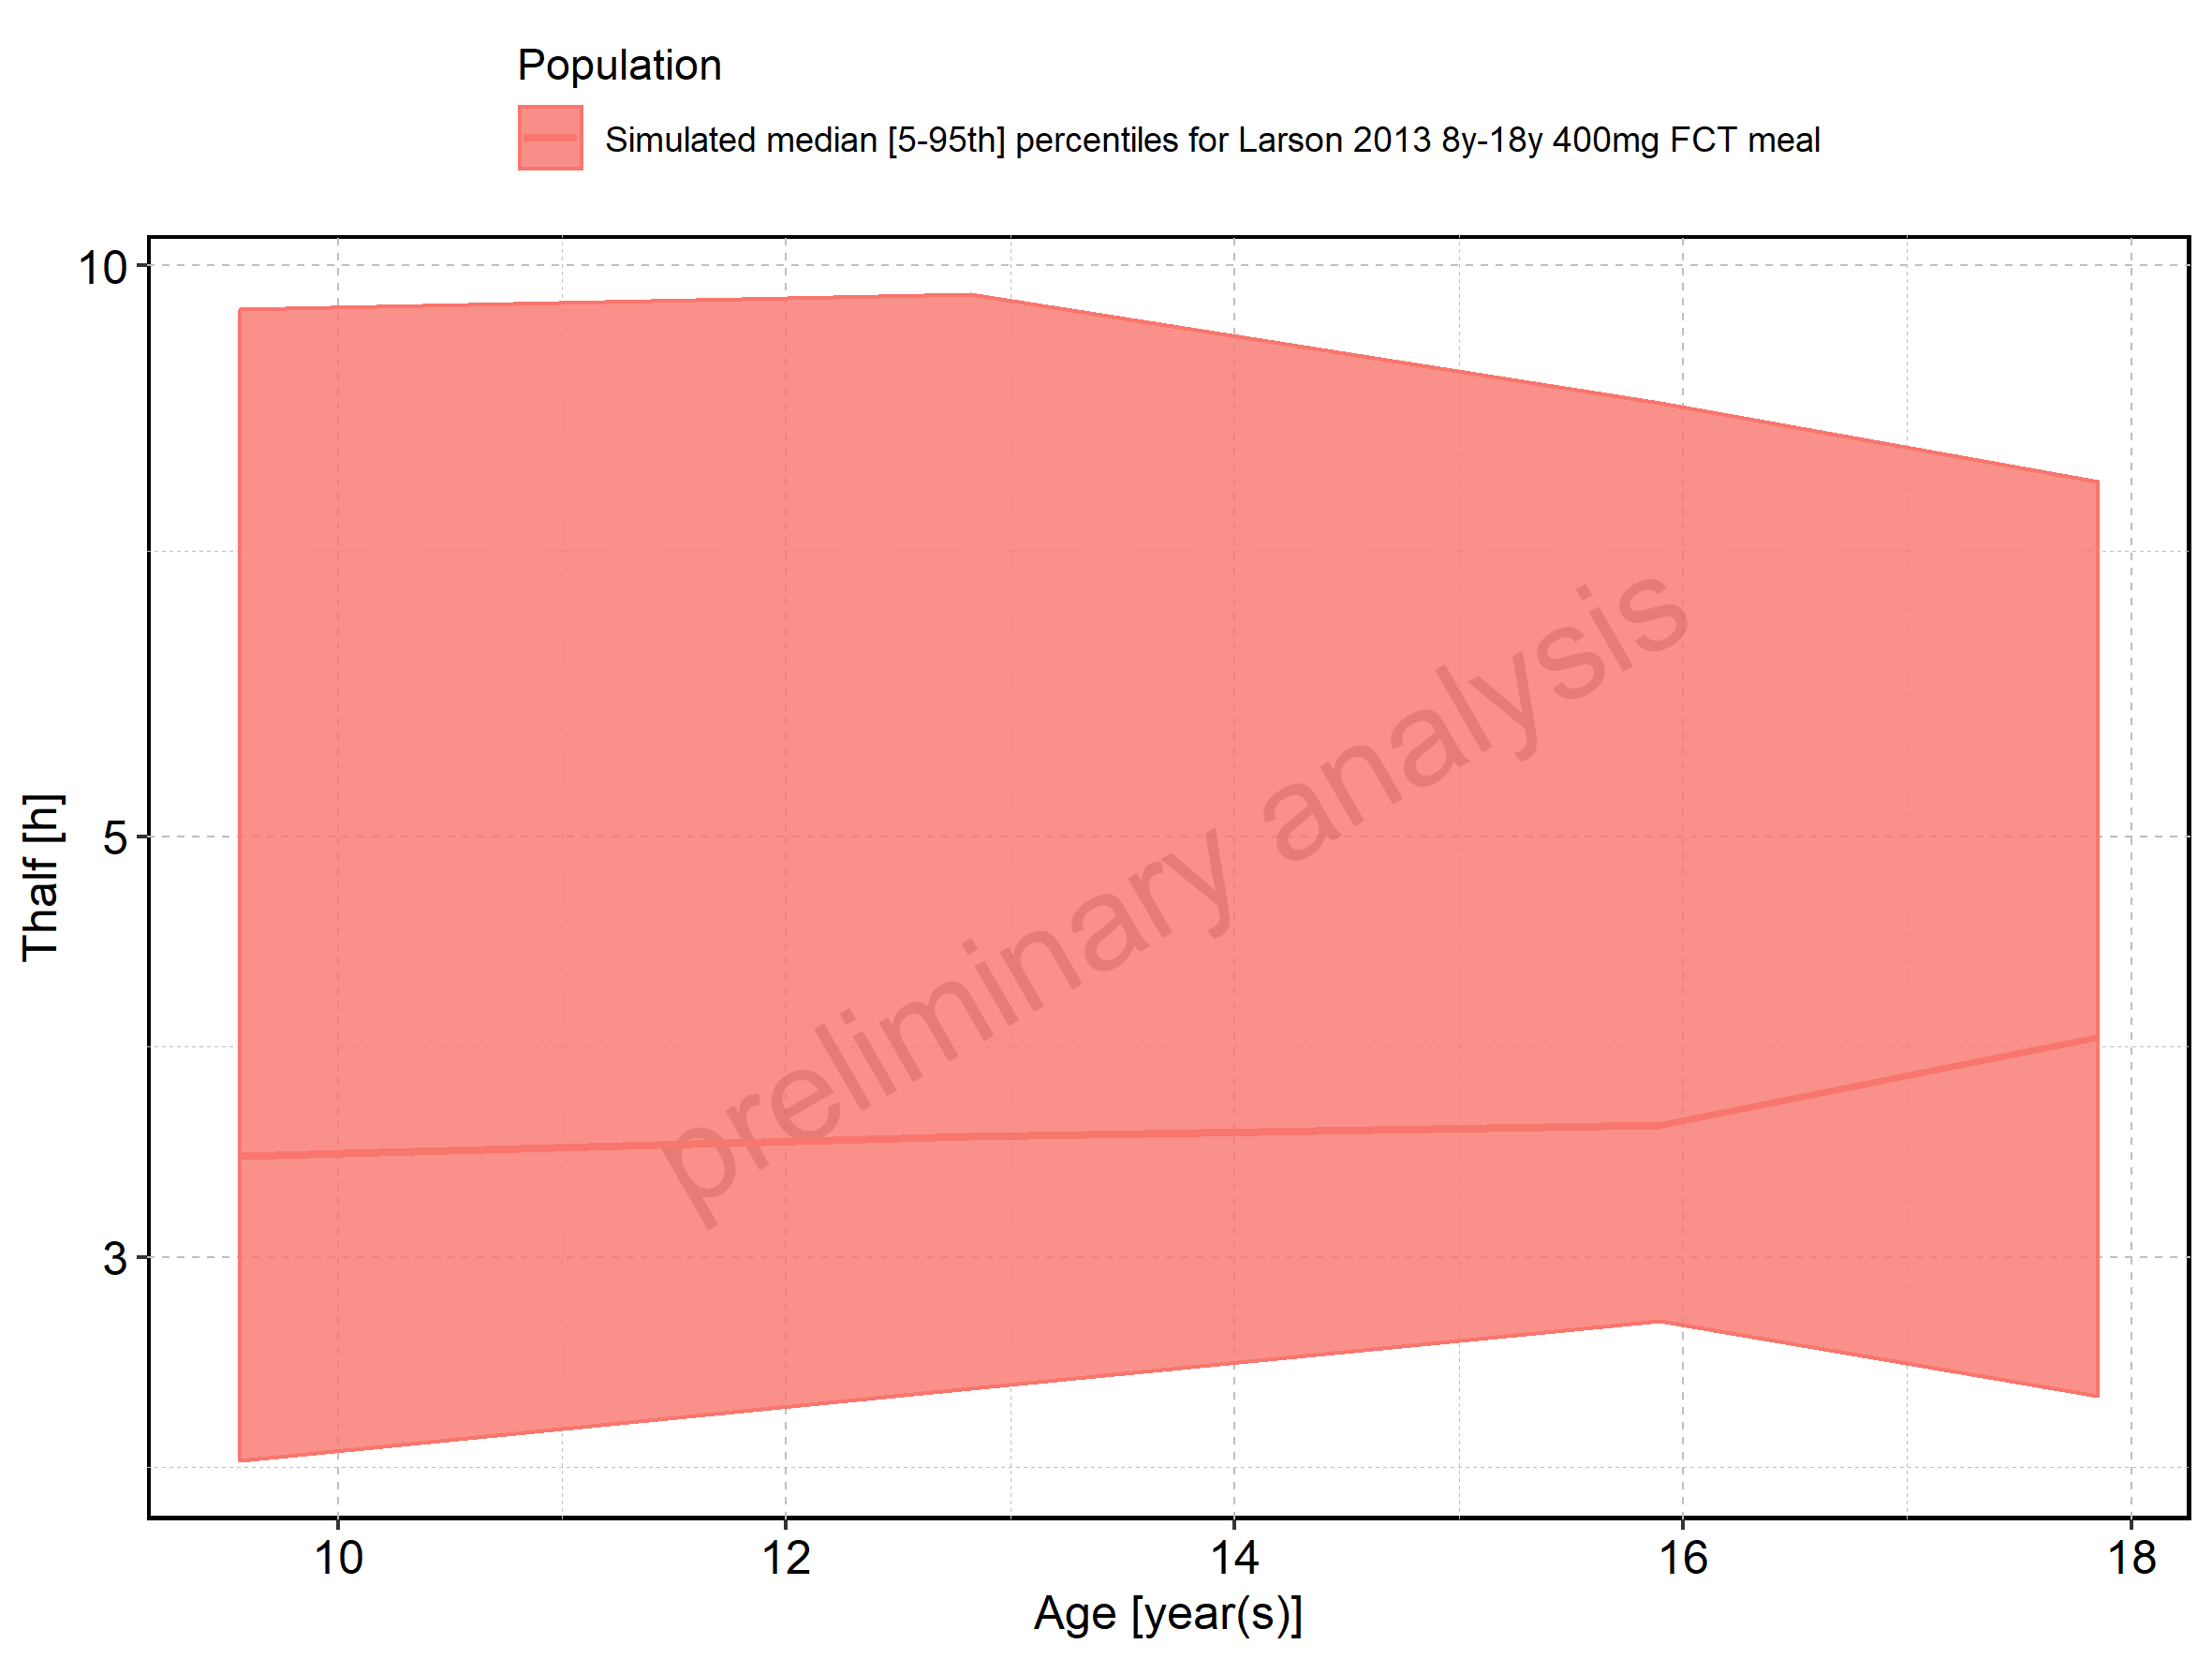 Population
Simulated median [5-95th] percentiles for Larson 2013 8y-18y 400mg FCT meal
10
5
3
Thalf [h]
preliminary analysis
10 12 14 16 18
Age [year(s)]